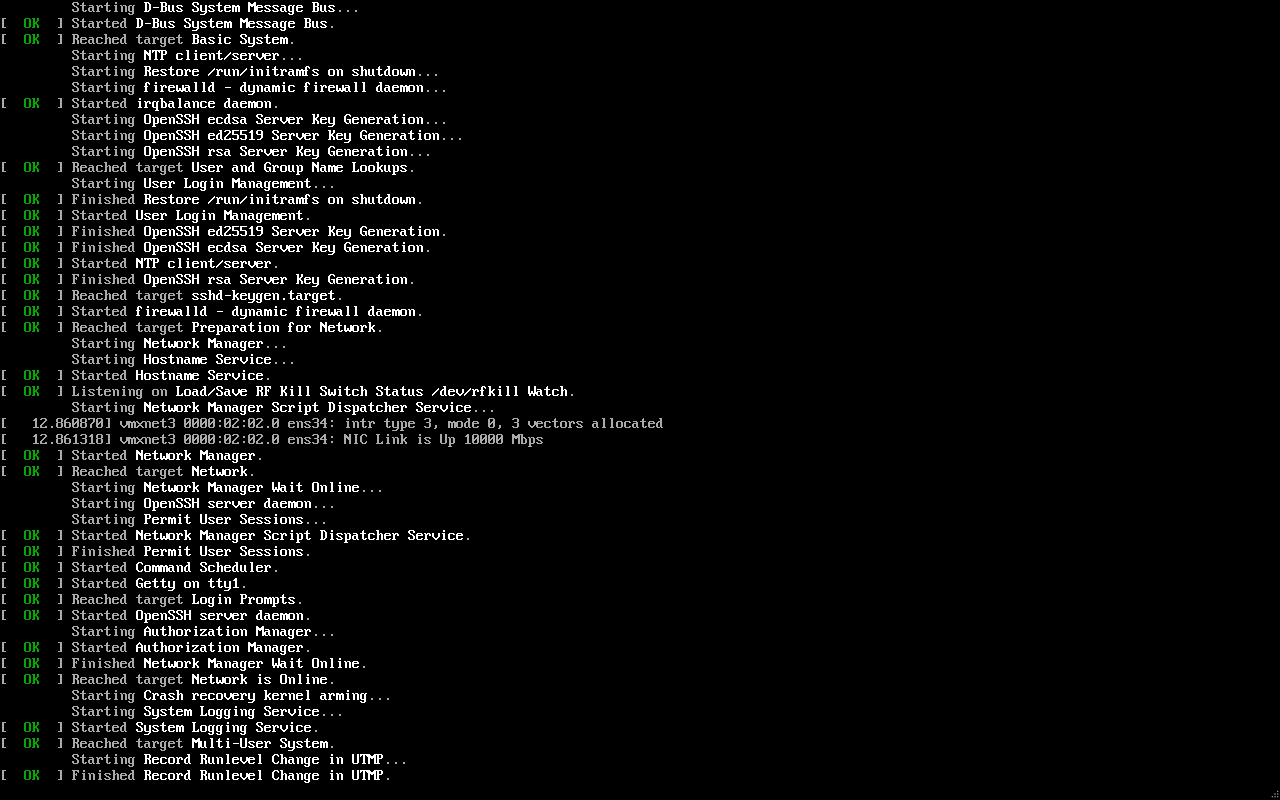 Starting D-Bus System Message Bus...
[  OK  ] Started D-Bus System Message Bus.
[  OK  ] Reached target Basic System.
Starting NTP client/server...
Starting Restore /run/initramfs on shutdown...
Starting firewalld - dynamic firewall daemon...
[  OK  ] Started irqbalance daemon.
Starting OpenSSH ecdsa Server Key Generation...
Starting OpenSSH ed25519 Server Key Generation...
Starting OpenSSH rsa Server Key Generation...
[  OK  ] Reached target User and Group Name Lookups.
Starting User Login Management...
[  OK  ] Finished Restore /run/initramfs on shutdown.
[  OK  ] Started User Login Management.
[  OK  ] Finished OpenSSH ed25519 Server Key Generation.
[  OK  ] Finished OpenSSH ecdsa Server Key Generation.
[  OK  ] Started NTP client/server.
[  OK  ] Finished OpenSSH rsa Server Key Generation.
[  OK  ] Reached target sshd-keygen.target.
[  OK  ] Started firewalld - dynamic firewall daemon.
[  OK  ] Reached target Preparation for Network.
Starting Network Manager...
Starting Hostname Service...
[  OK  ] Started Hostname Service.
[  OK  ] Listening on Load/Save RF Kill Switch Status /dev/rfkill Watch.
Starting Network Manager Script Dispatcher Service...
[   12.860870] vmxnet3 0000:02:02.0 ens34: intr type 3, mode 0, 3 vectors allocated
[   12.861318] vmxnet3 0000:02:02.0 ens34: NIC Link is Up 10000 Mbps
[  OK  ] Started Network Manager.
[  OK  ] Reached target Network.
Starting Network Manager Wait Online...
Starting OpenSSH server daemon...
Starting Permit User Sessions...
[  OK  ] Started Network Manager Script Dispatcher Service.
[  OK  ] Finished Permit User Sessions.
[  OK  ] Started Command Scheduler.
[  OK  ] Started Getty on tty1.
[  OK  ] Reached target Login Prompts.
[  OK  ] Started OpenSSH server daemon.
Starting Authorization Manager...
[  OK  ] Started Authorization Manager.
[  OK  ] Finished Network Manager Wait Online.
[  OK  ] Reached target Network is Online.
Starting Crash recovery kernel arming...
Starting System Logging Service...
[  OK  ] Started System Logging Service.
[  OK  ] Reached target Multi-User System.
Starting Record Runlevel Change in UTMP...
[  OK  ] Finished Record Runlevel Change in UTMP.